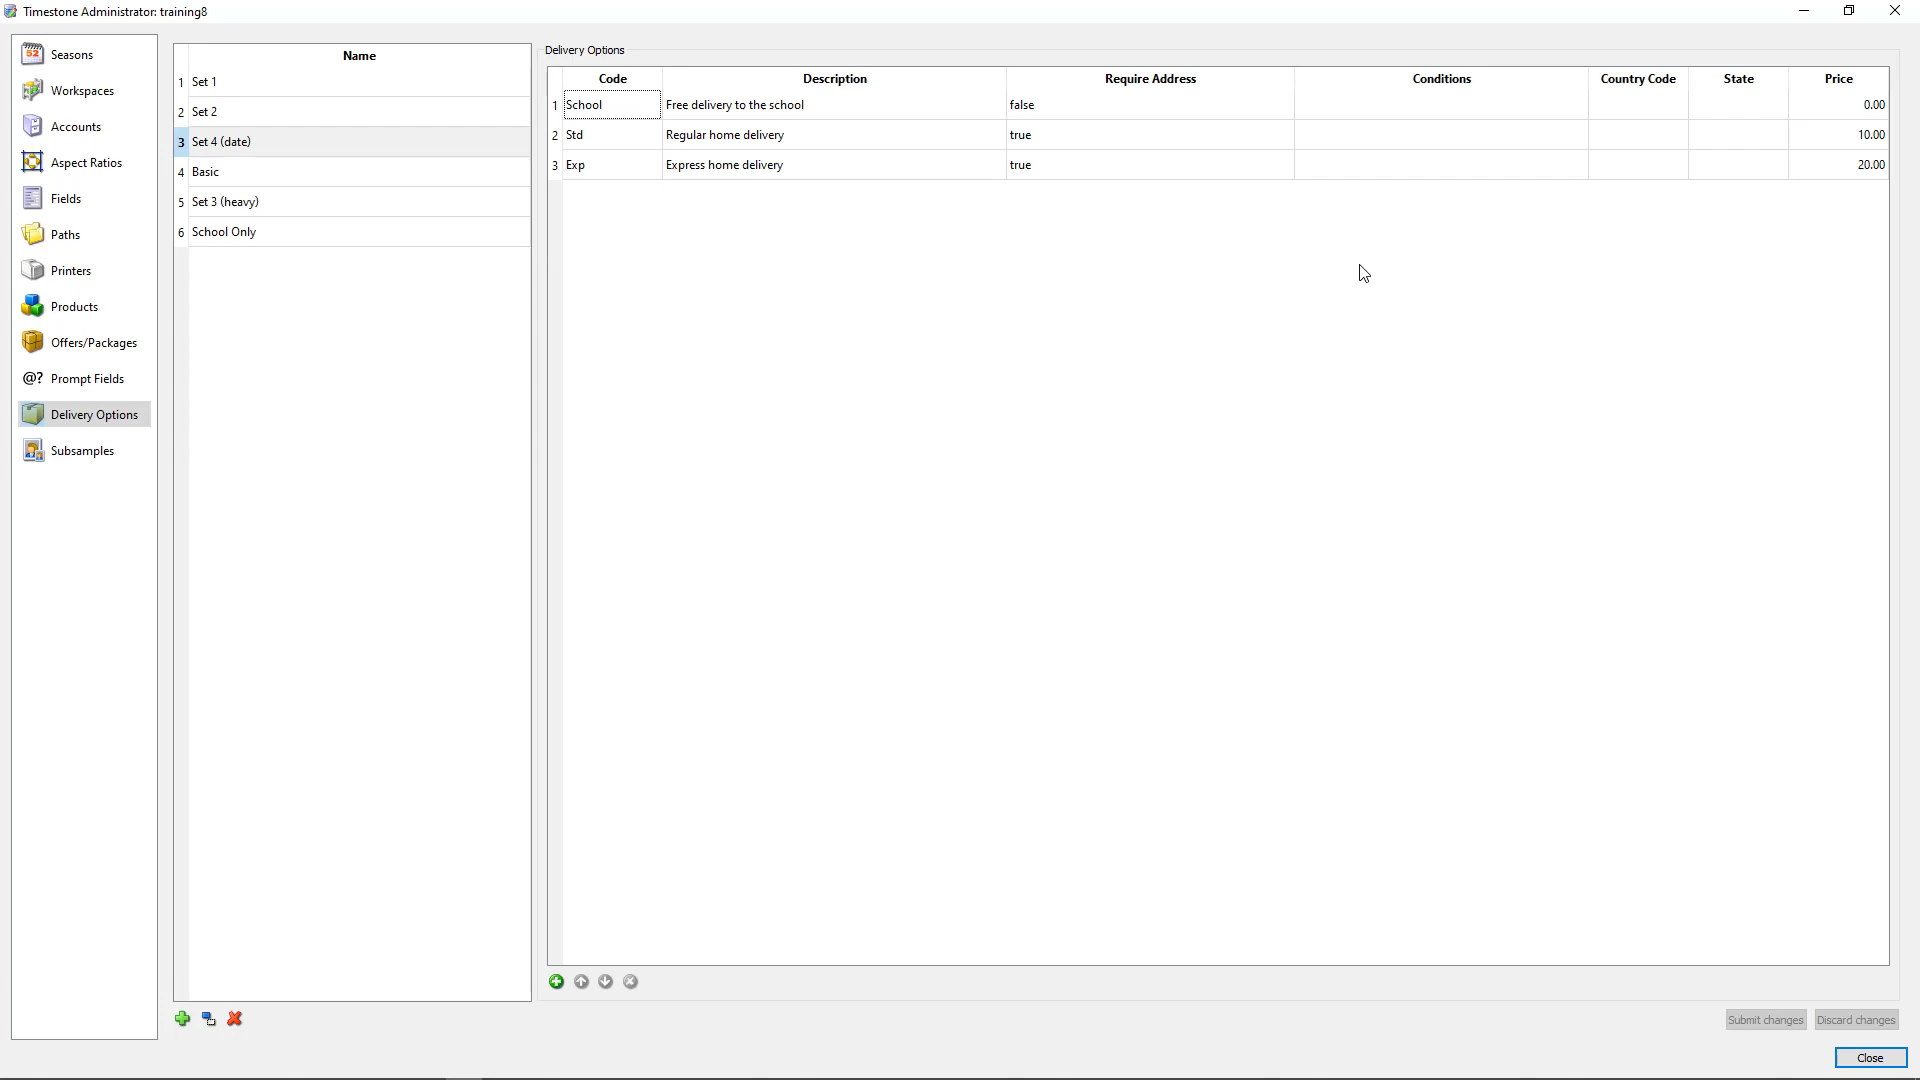 Timestone Administrator: training8
52 Seasons
Workspaces
Accounts
Aspect Ratios
Fields
Paths
Printers
Products
Offers/Packages
@? Prompt Fields
Delivery Options
Subsamples
Name
1 Set 1
2 Set 2
3 Set 4 (date)
4 Basic
5 Set 3 (heavy)
6 School Only
Delivery Options
Code Description Require Address Conditions Country Code State Price
1 School Free delivery to the school false 0.00
2 Std Regular home delivery true 10.00
3 Exp Express home delivery true 20.00
Submit changes Discard changes
Close